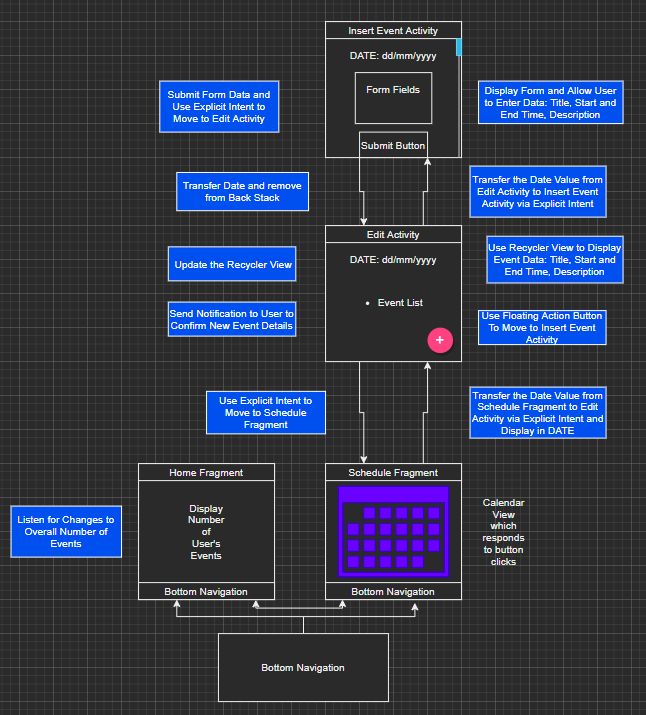 Insert Event Activity
DATE: dd/mm/yyyy
Form Fields
Submit Button
Submit Form Data and
Use Explicit Intent to
Move to Edit Activity
Display Form and Allow User
to Enter Data: Title, Start and
End Time, Description
Transfer Date and remove
from Back Stack
Transfer the Date Value from
Edit Activity to Insert Event
Activity via Explicit Intent
Edit Activity
DATE: dd/mm/yyyy
• Event List
+
Update the Recycler View
Use Recycler View to Display
Event Data: Title, Start and
End Time, Description
Send Notification to User to
Confirm New Event Details
Use Floating Action Button
To Move to Insert Event
Activity
Use Explicit Intent to
Move to Schedule
Fragment
Transfer the Date Value from
Schedule Fragment to Edit
Activity via Explicit Intent and
Display in DATE
Home Fragment
Display
Number
of
User's
Events
Bottom Navigation
Schedule Fragment
Bottom Navigation
Listen for Changes to
Overall Number of
Events
Calendar
View
which
responds
to button
clicks
Bottom Navigation